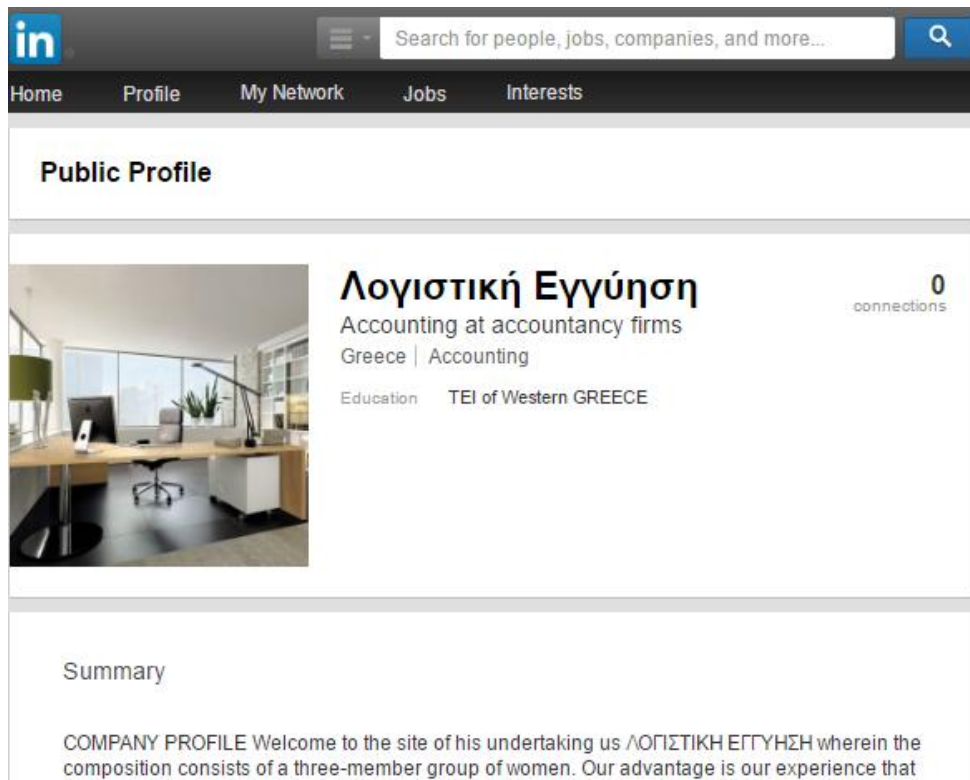 in
Search for people, jobs, companies, and more...
Home Profile My Network Jobs Interests
Public Profile
Λογιστική Εγγύηση
0
connections
Accounting at accountancy firms
Greece | Accounting
Education TEI of Western GREECE
Summary
COMPANY PROFILE Welcome to the site of his undertaking us ΛΟΓΙΣΤΙΚΗ ΕΓΓΥΗΣΗ wherein the
composition consists of a three-member group of women. Our advantage is our experience that